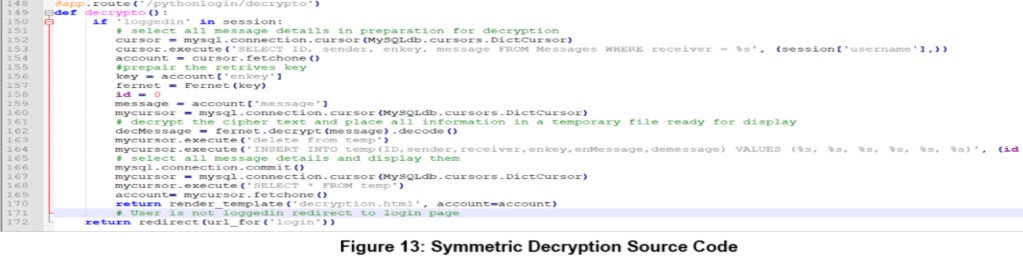 148 @app.route('/pythonlogin/decrypto')
149 def decrypto():
150 if 'loggedin' in session:
151 # select all message details in preparation for decryption
152 cursor = mysql.connection.cursor(MySQLdb.cursors.DictCursor)
153 cursor.execute('SELECT ID, sender, enkey, message FROM Messages WHERE receiver = %s', (session['username'],))
154 account = cursor.fetchone()
155 #prepair the retrives key
156 key = account['enkey']
157 fernet = Fernet(key)
158 id = 0
159 message = account['message']
160 mycursor = mysql.connection.cursor(MySQLdb.cursors.DictCursor)
161 # decrypt the cipher text and place all information in a temporary file ready for display
162 decMessage = fernet.decrypt(message).decode()
163 mycursor.execute('delete from temp')
164 mycursor.execute('INSERT INTO temp(ID,sender,receiver,enkey,enMessage,demessage) VALUES (%s, %s, %s, %s, %s, %s)', (id
165 # select all message details and display them
166 mysql.connection.commit()
167 mycursor = mysql.connection.cursor(MySQLdb.cursors.DictCursor)
168 mycursor.execute('SELECT * FROM temp')
169 account= mycursor.fetchone()
170 return render_template('decryption.html', account=account)
171 # User is not loggedin redirect to login page
172 return redirect(url_for('login'))
Figure 13: Symmetric Decryption Source Code